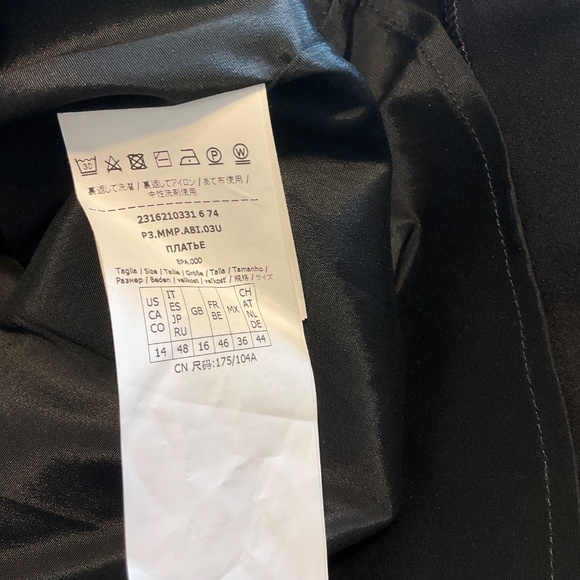 30
裏返して洗濯/裏返してアイロン/あて布使用/
中性洗剤使用
2316210331 6 74
P3.MMP.ABI.03U
ПЛАТЬЕ
EPA.000
Taglia / Size / Taille / Größe / Talla / Tamanho /
Размер / Beden / velikost / veľkosť / 规格 / サイズ
US CA CO IT ES JP RU GB FR BE MX CH AT NL DE
14 48 16 46 36 44
CN 尺码:175/104A